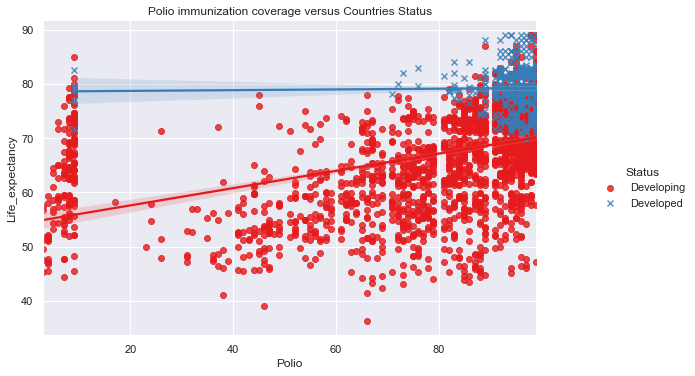 Polio immunization coverage versus Countries Status
90
80
70
60
50
40
Life_expectancy
20
40
60
80
Polio
Status
Developing
Developed